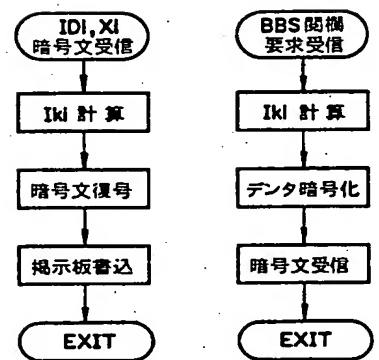 IDi, Xi
暗号文受信
Iki 計算
暗号文復号
掲示板書込
EXIT
BBS閲欄
要求受信
Iki 計算
デンタ暗号化
暗号文受信
EXIT